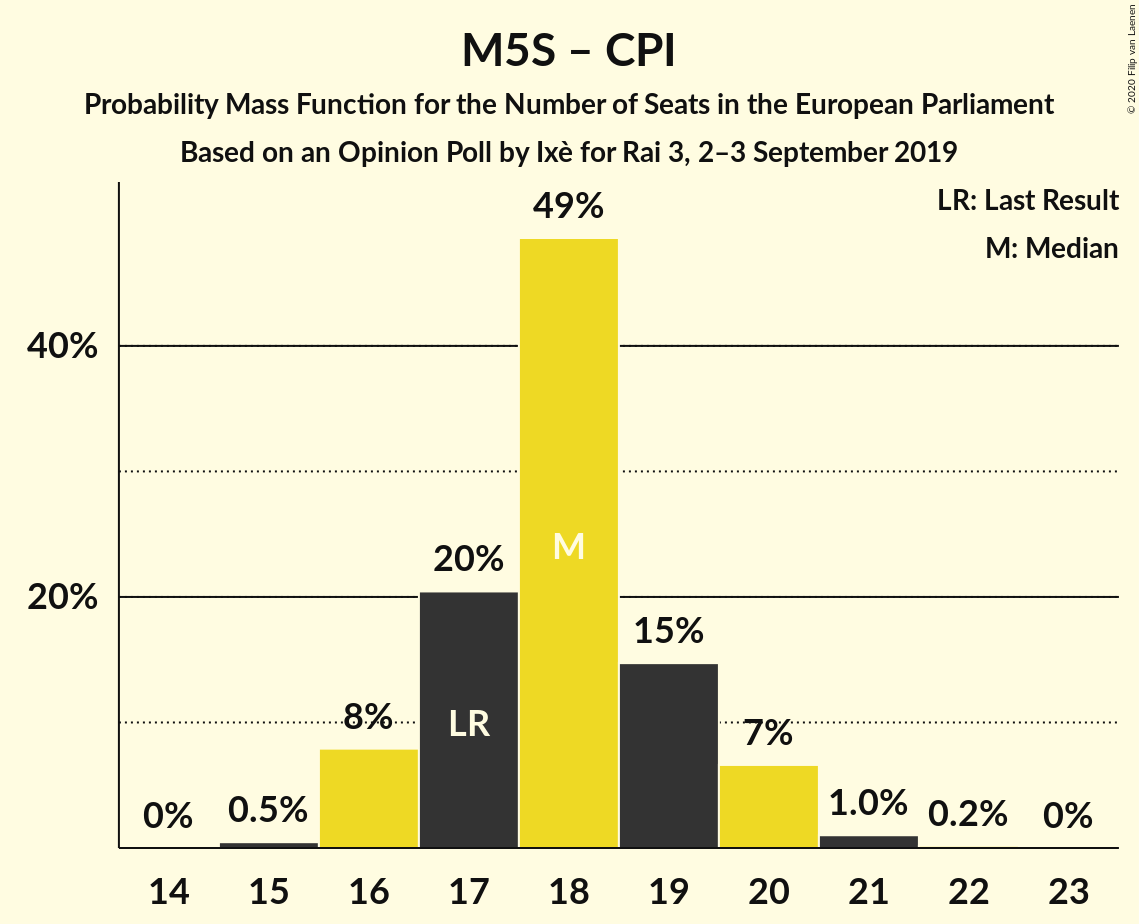 M5S – CPI
Probability Mass Function for the Number of Seats in the European Parliament
Based on an Opinion Poll by Ixè for Rai 3, 2–3 September 2019
© 2020 Filip van Laenen
LR: Last Result
M: Median
49%
40%
20%
20%
15%
8%
7%
0%
0.5%
1.0%
0.2%
0%
M
LR
14 15 16 17 18 19 20 21 22 23